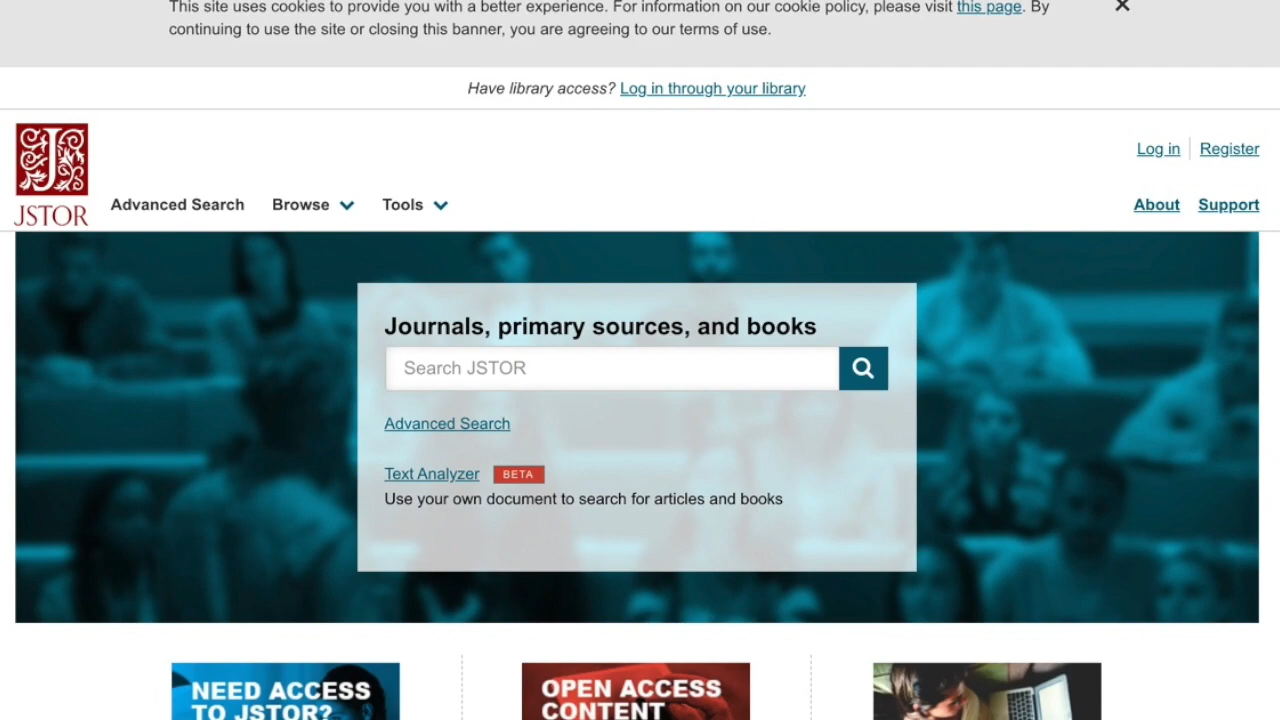 This site uses cookies to provide you with a better experience. For information on our cookie policy, please visit this page. By
continuing to use the site or closing this banner, you are agreeing to our terms of use.
Have library access? Log in through your library
Log in Register
JSTOR
Advanced Search Browse Tools About Support
Journals, primary sources, and books
Search JSTOR
Advanced Search
Text Analyzer BETA
Use your own document to search for articles and books
NEED ACCESS
TO JSTOR?
OPEN ACCESS
CONTENT